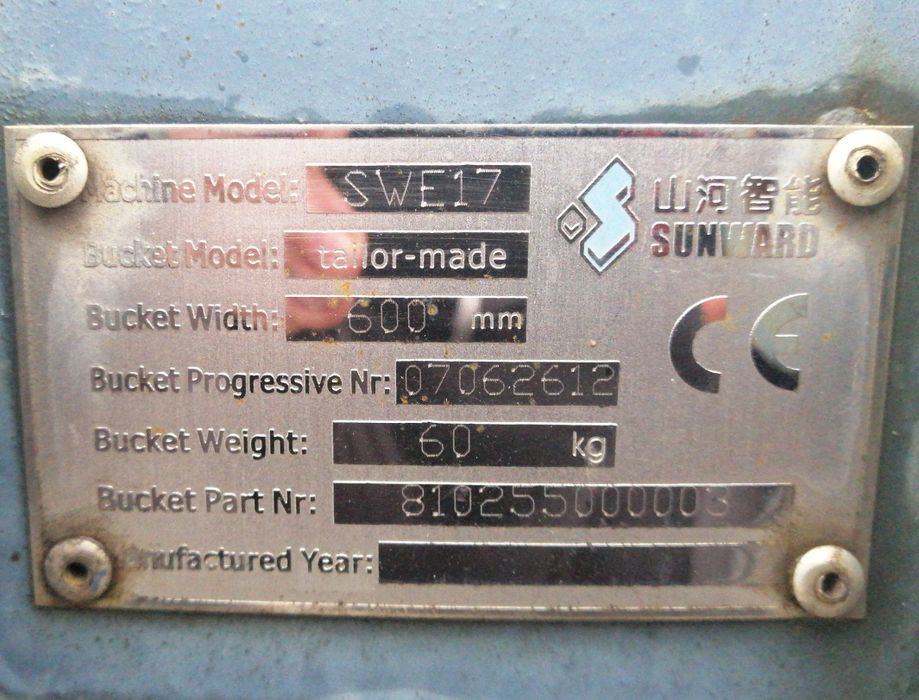 Machine Model: SWE17
山河智能
SUNWARD
Bucket Model: tailor-made
Bucket Width: 600 mm
CE
Bucket Progressive Nr: 07062612
Bucket Weight: 60 kg
Bucket Part Nr: 810255000003
Manufactured Year: